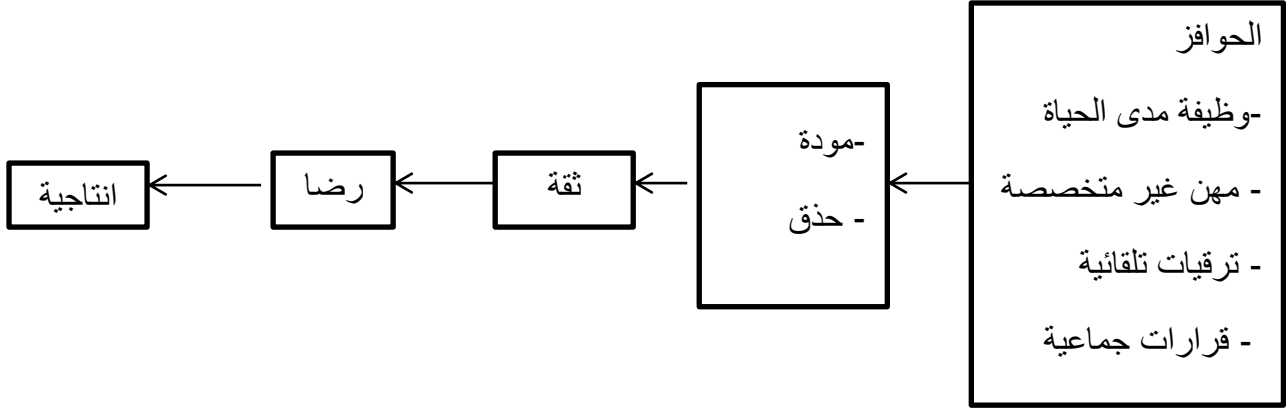 الحوافز
-وظيفة مدى الحياة
- مهن غير متخصصة
- ترقيات تلقائية
- قرارات جماعية
-مودة
- حذق
ثقة
رضا
انتاجية